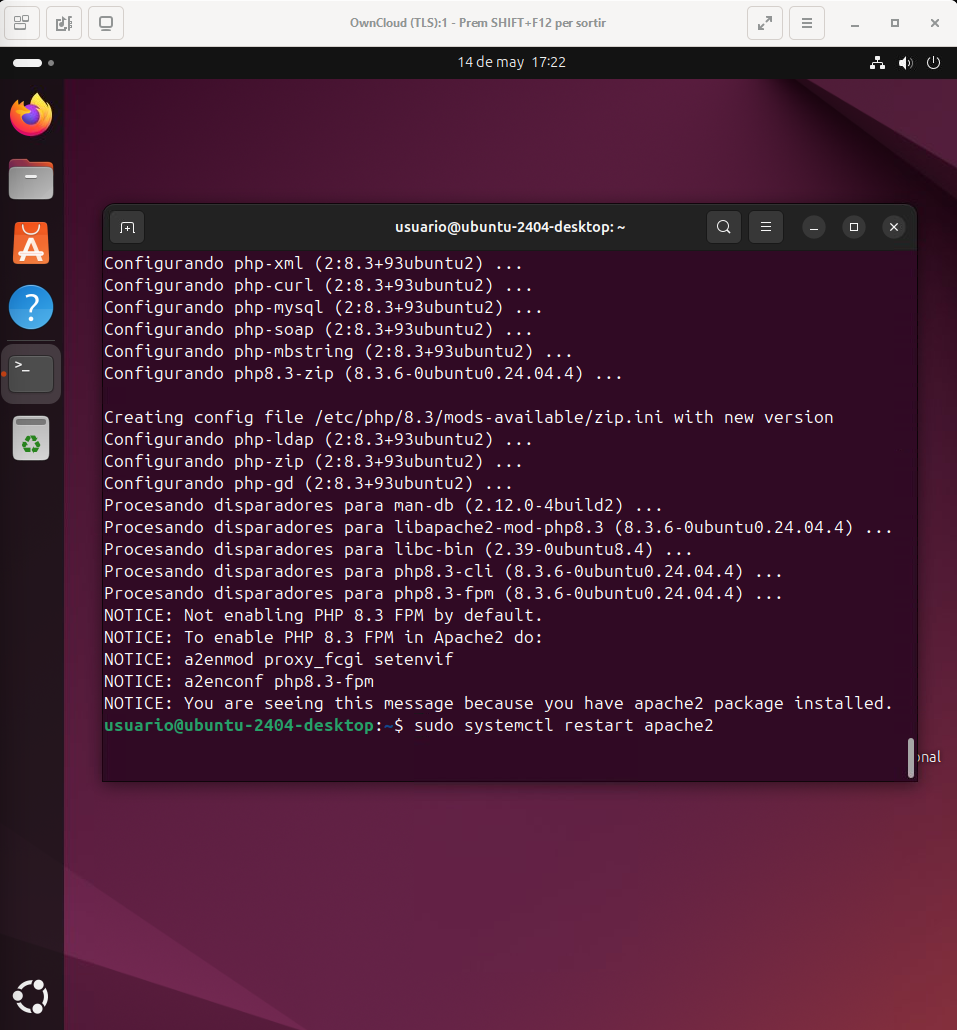 OwnCloud (TLS):1 - Prem SHIFT+F12 per sortir
14 de may 17:22
usuario@ubuntu-2404-desktop: ~
Configurando php-xml (2:8.3+93ubuntu2) ...
Configurando php-curl (2:8.3+93ubuntu2) ...
Configurando php-mysql (2:8.3+93ubuntu2) ...
Configurando php-soap (2:8.3+93ubuntu2) ...
Configurando php-mbstring (2:8.3+93ubuntu2) ...
Configurando php8.3-zip (8.3.6-0ubuntu0.24.04.4) ...
Creating config file /etc/php/8.3/mods-available/zip.ini with new version
Configurando php-ldap (2:8.3+93ubuntu2) ...
Configurando php-zip (2:8.3+93ubuntu2) ...
Configurando php-gd (2:8.3+93ubuntu2) ...
Procesando disparadores para man-db (2.12.0-4build2) ...
Procesando disparadores para libapache2-mod-php8.3 (8.3.6-0ubuntu0.24.04.4) ...
Procesando disparadores para libc-bin (2.39-0ubuntu8.4) ...
Procesando disparadores para php8.3-cli (8.3.6-0ubuntu0.24.04.4) ...
Procesando disparadores para php8.3-fpm (8.3.6-0ubuntu0.24.04.4) ...
NOTICE: Not enabling PHP 8.3 FPM by default.
NOTICE: To enable PHP 8.3 FPM in Apache2 do:
NOTICE: a2enmod proxy_fcgi setenvif
NOTICE: a2enconf php8.3-fpm
NOTICE: You are seeing this message because you have apache2 package installed.
usuario@ubuntu-2404-desktop:~$ sudo systemctl restart apache2